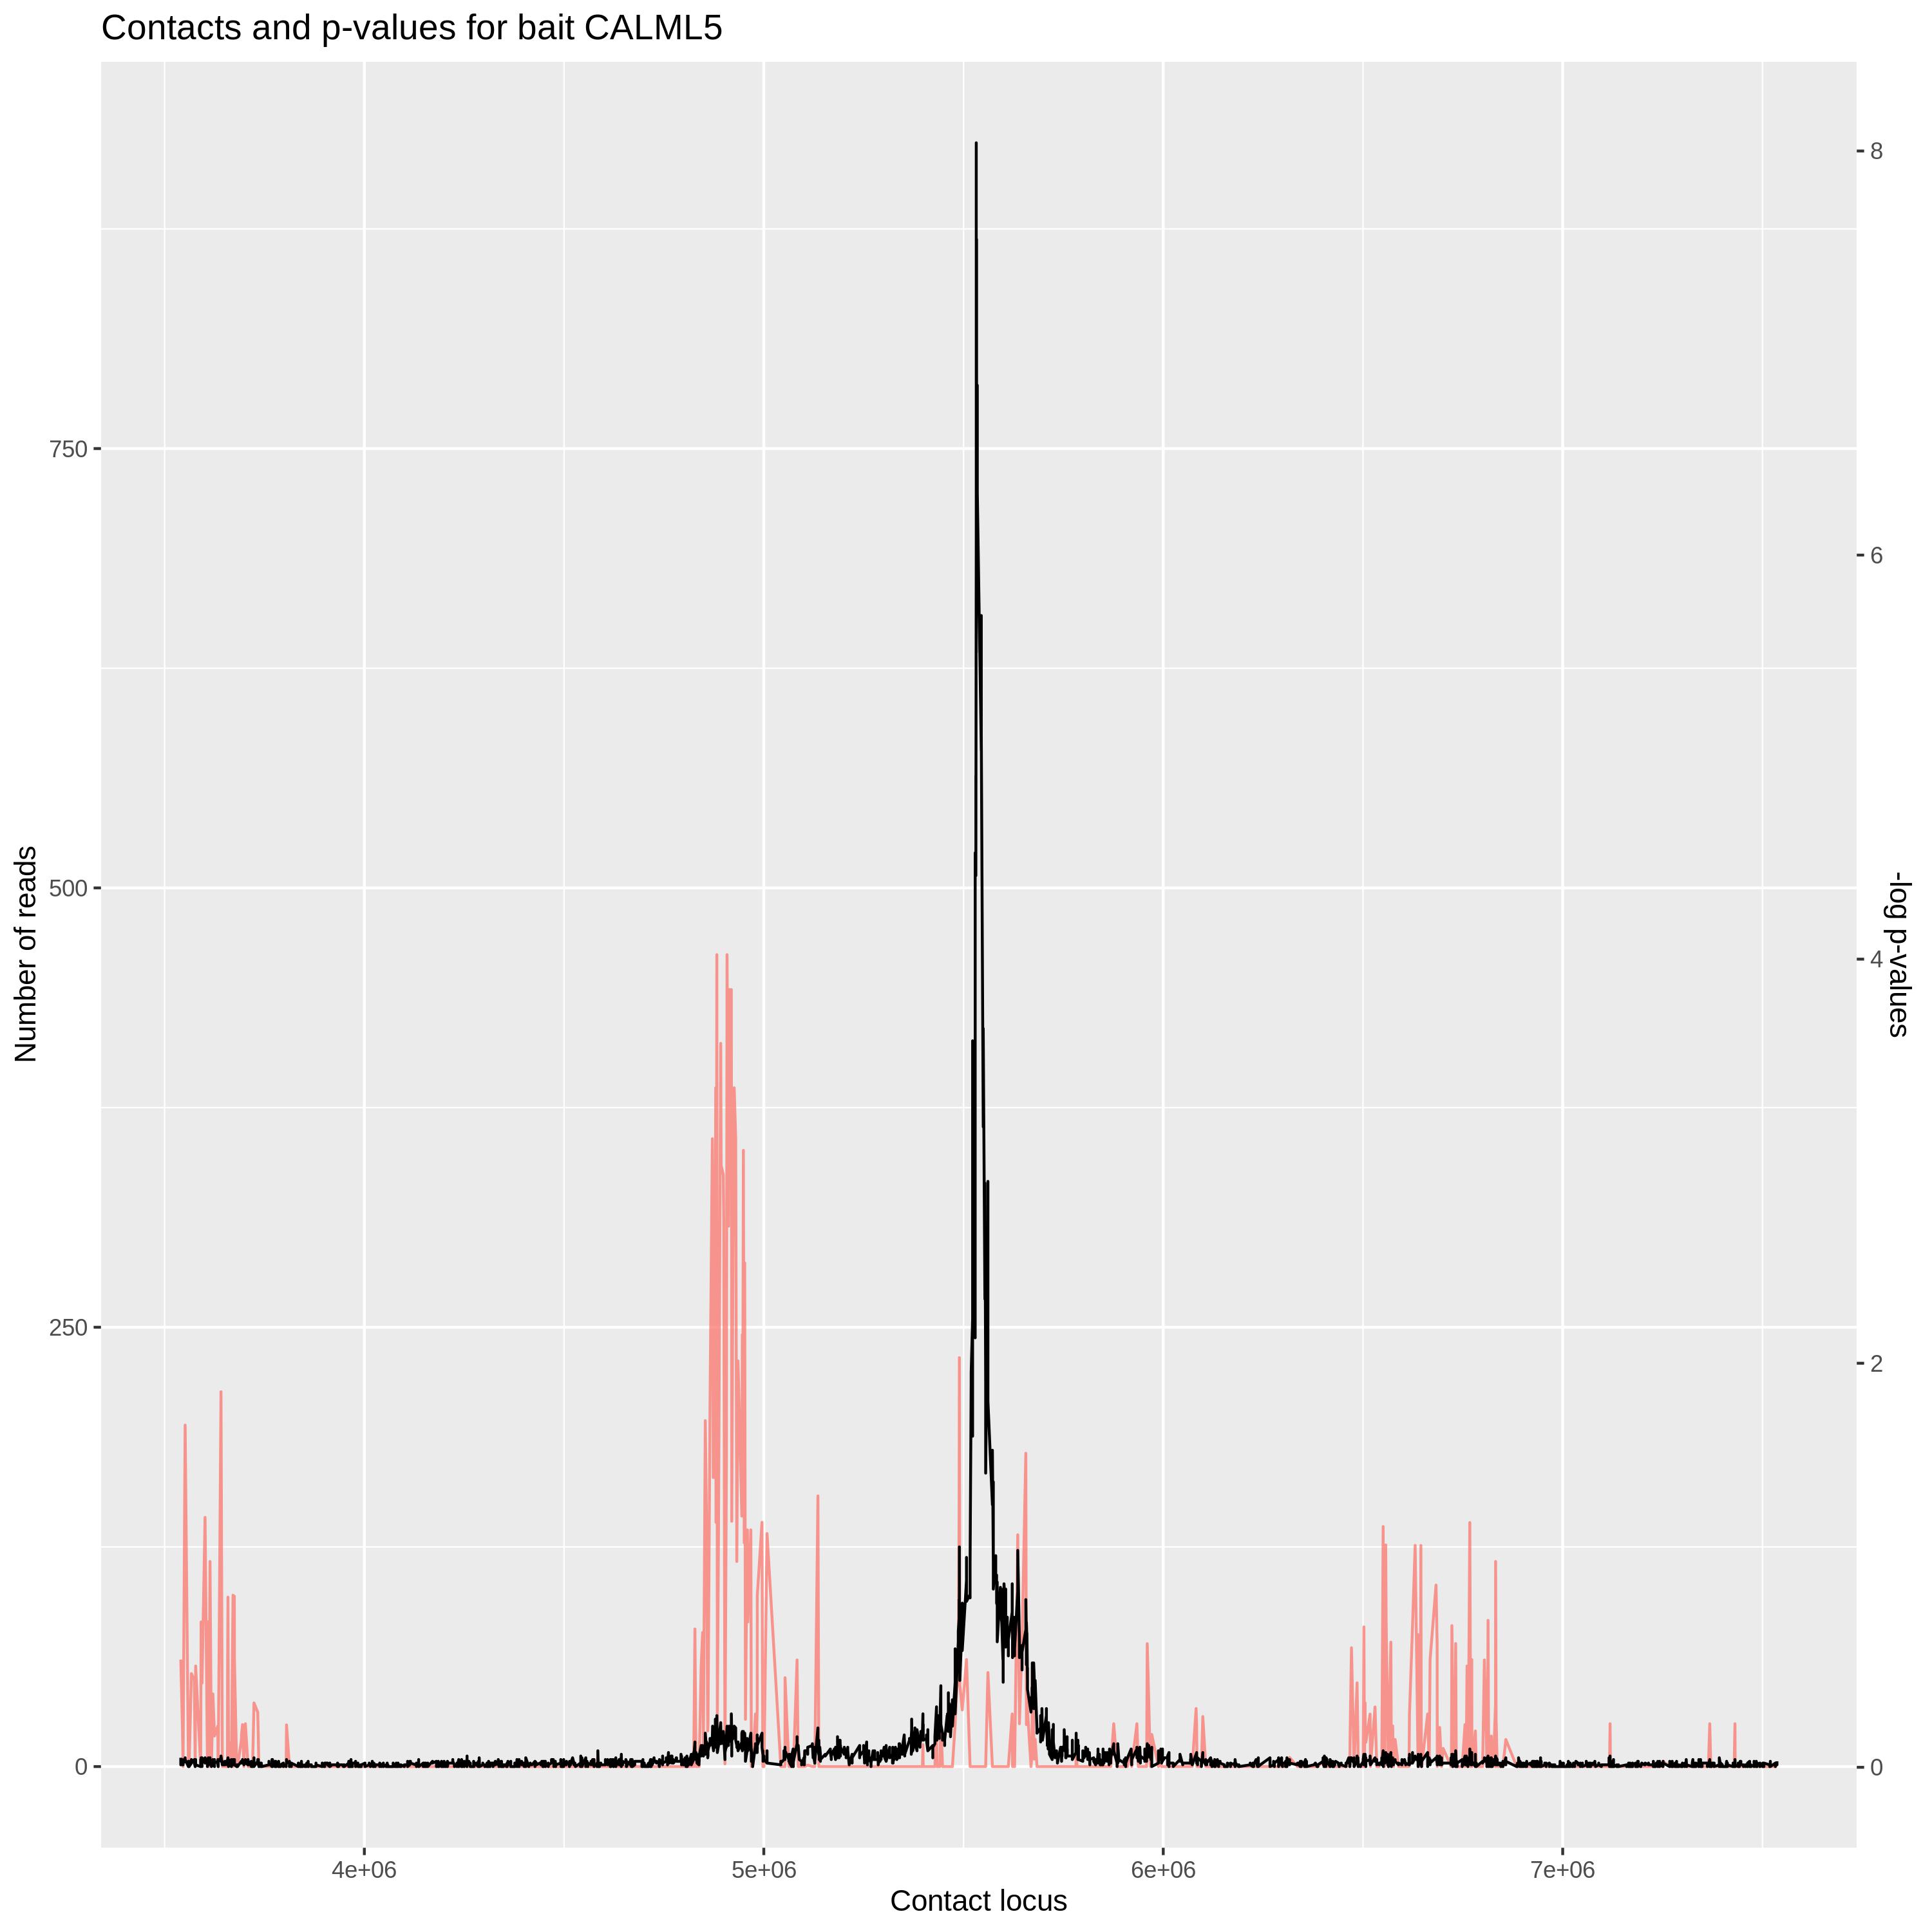 Contacts and p-values for bait CALML5
Number of reads
750
500
250
0
8
6
4
2
0
-log p-values
4e+06
5e+06
6e+06
7e+06
Contact locus